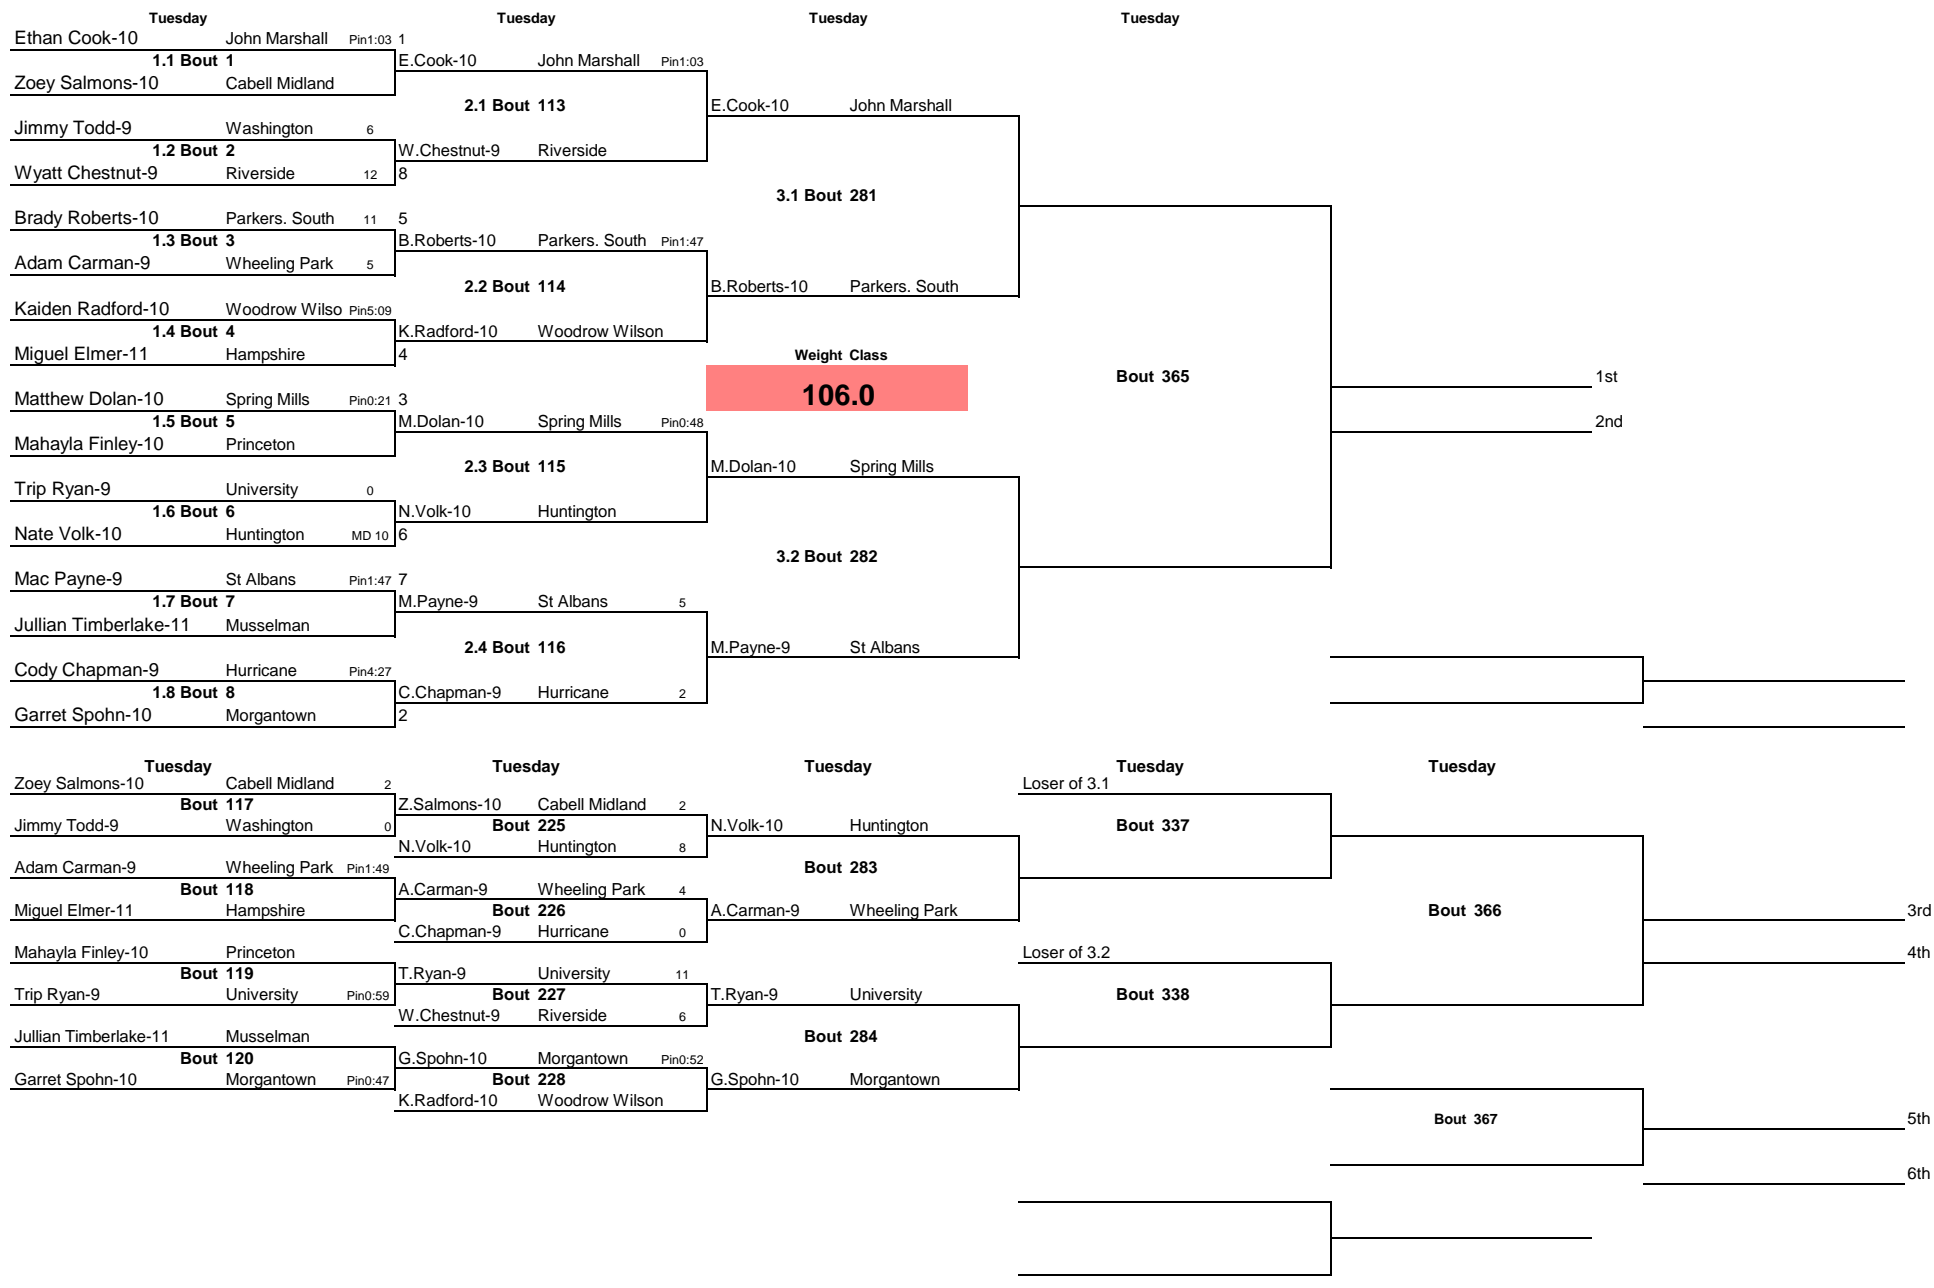 Tuesday Tuesday Tuesday Tuesday
Ethan Cook-10 John Marshall Pin1:03 1
1.1 Bout 1 E.Cook-10 John Marshall Pin1:03
Zoey Salmons-10 Cabell Midland
2.1 Bout 113 E.Cook-10 John Marshall
Jimmy Todd-9 Washington 6
1.2 Bout 2 W.Chestnut-9 Riverside
Wyatt Chestnut-9 Riverside 12 8
3.1 Bout 281
Brady Roberts-10 Parkers. South 11 5
1.3 Bout 3 B.Roberts-10 Parkers. South Pin1:47
Adam Carman-9 Wheeling Park 5
2.2 Bout 114 B.Roberts-10 Parkers. South
Kaiden Radford-10 Woodrow Wilso Pin5:09
1.4 Bout 4 K.Radford-10 Woodrow Wilson
Miguel Elmer-11 Hampshire 4 Weight Class
Bout 365 1st
Matthew Dolan-10 Spring Mills Pin0:21 3 106.0
1.5 Bout 5 M.Dolan-10 Spring Mills Pin0:48 2nd
Mahayla Finley-10 Princeton
2.3 Bout 115 M.Dolan-10 Spring Mills
Trip Ryan-9 University 0
1.6 Bout 6 N.Volk-10 Huntington
Nate Volk-10 Huntington MD 10 6
3.2 Bout 282
Mac Payne-9 St Albans Pin1:47 7
1.7 Bout 7 M.Payne-9 St Albans 5
Jullian Timberlake-11 Musselman
2.4 Bout 116 M.Payne-9 St Albans
Cody Chapman-9 Hurricane Pin4:27
1.8 Bout 8 C.Chapman-9 Hurricane 2
Garret Spohn-10 Morgantown 2
Tuesday Tuesday Tuesday Tuesday Tuesday
Zoey Salmons-10 Cabell Midland 2 Loser of 3.1
Bout 117 Z.Salmons-10 Cabell Midland 2
Jimmy Todd-9 Washington 0 Bout 225 N.Volk-10 Huntington Bout 337
N.Volk-10 Huntington 8
Adam Carman-9 Wheeling Park Pin1:49 Bout 283
Bout 118 A.Carman-9 Wheeling Park 4
Miguel Elmer-11 Hampshire Bout 226 A.Carman-9 Wheeling Park Bout 366 3rd
C.Chapman-9 Hurricane 0
Mahayla Finley-10 Princeton Loser of 3.2 4th
Bout 119 T.Ryan-9 University 11
Trip Ryan-9 University Pin0:59 Bout 227 T.Ryan-9 University Bout 338
W.Chestnut-9 Riverside 6
Jullian Timberlake-11 Musselman Bout 284
Bout 120 G.Spohn-10 Morgantown Pin0:52
Garret Spohn-10 Morgantown Pin0:47 Bout 228 G.Spohn-10 Morgantown
K.Radford-10 Woodrow Wilson
Bout 367 5th
6th